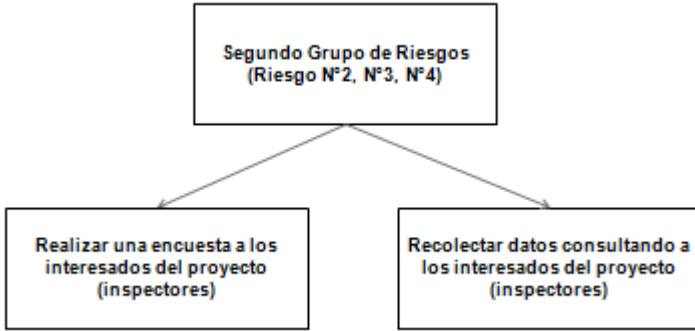 Segundo Grupo de Riesgos
(Riesgo N°2, N°3, N°4)
Realizar una encuesta a los
interesados del proyecto
(inspectores)
Recolectar datos consultando a
los interesados del proyecto
(inspectores)